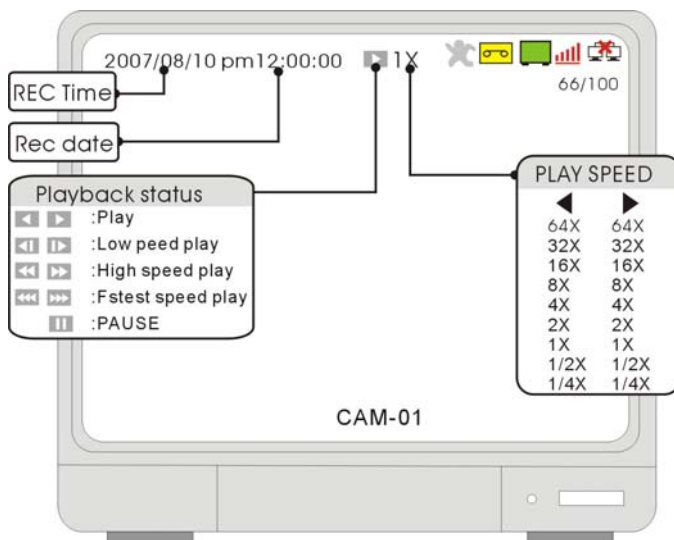 2007/08/10 pm12:00:00 1X
66/100
REC Time
Rec date
Playback status
:Play
:Low peed play
:High speed play
:Fstest speed play
:PAUSE
PLAY SPEED
64X 64X
32X 32X
16X 16X
8X 8X
4X 4X
2X 2X
1X 1X
1/2X 1/2X
1/4X 1/4X
CAM-01